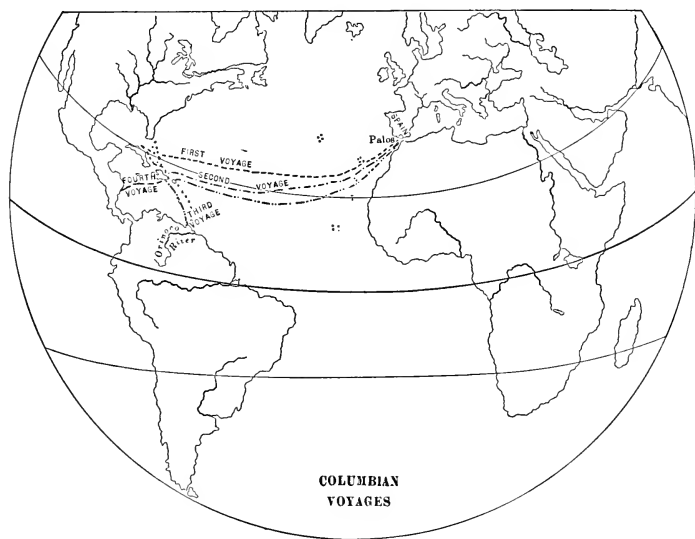 SPAIN
Palos
FIRST VOYAGE
SECOND VOYAGE
FOURTH
VOYAGE
THIRD
VOYAGE
Orinoco
River
COLUMBIAN
VOYAGES